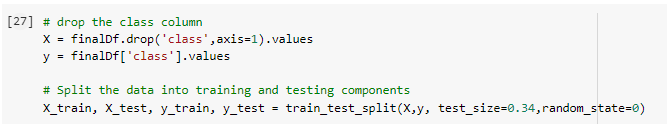 [27] # drop the class column
X = finalDf.drop('class',axis=1).values
y = finalDf['class'].values
# Split the data into training and testing components
X_train, X_test, y_train, y_test = train_test_split(X,y, test_size=0.34,random_state=0)